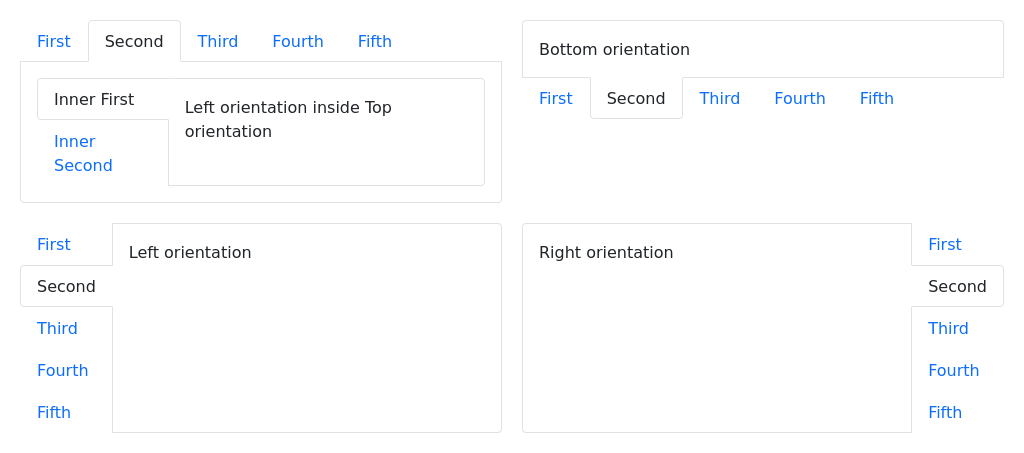 First Second Third Fourth Fifth
Inner First
Inner
Second
Left orientation inside Top
orientation
Bottom orientation
First Second Third Fourth Fifth
First
Second
Third
Fourth
Fifth
Left orientation
Right orientation
First
Second
Third
Fourth
Fifth